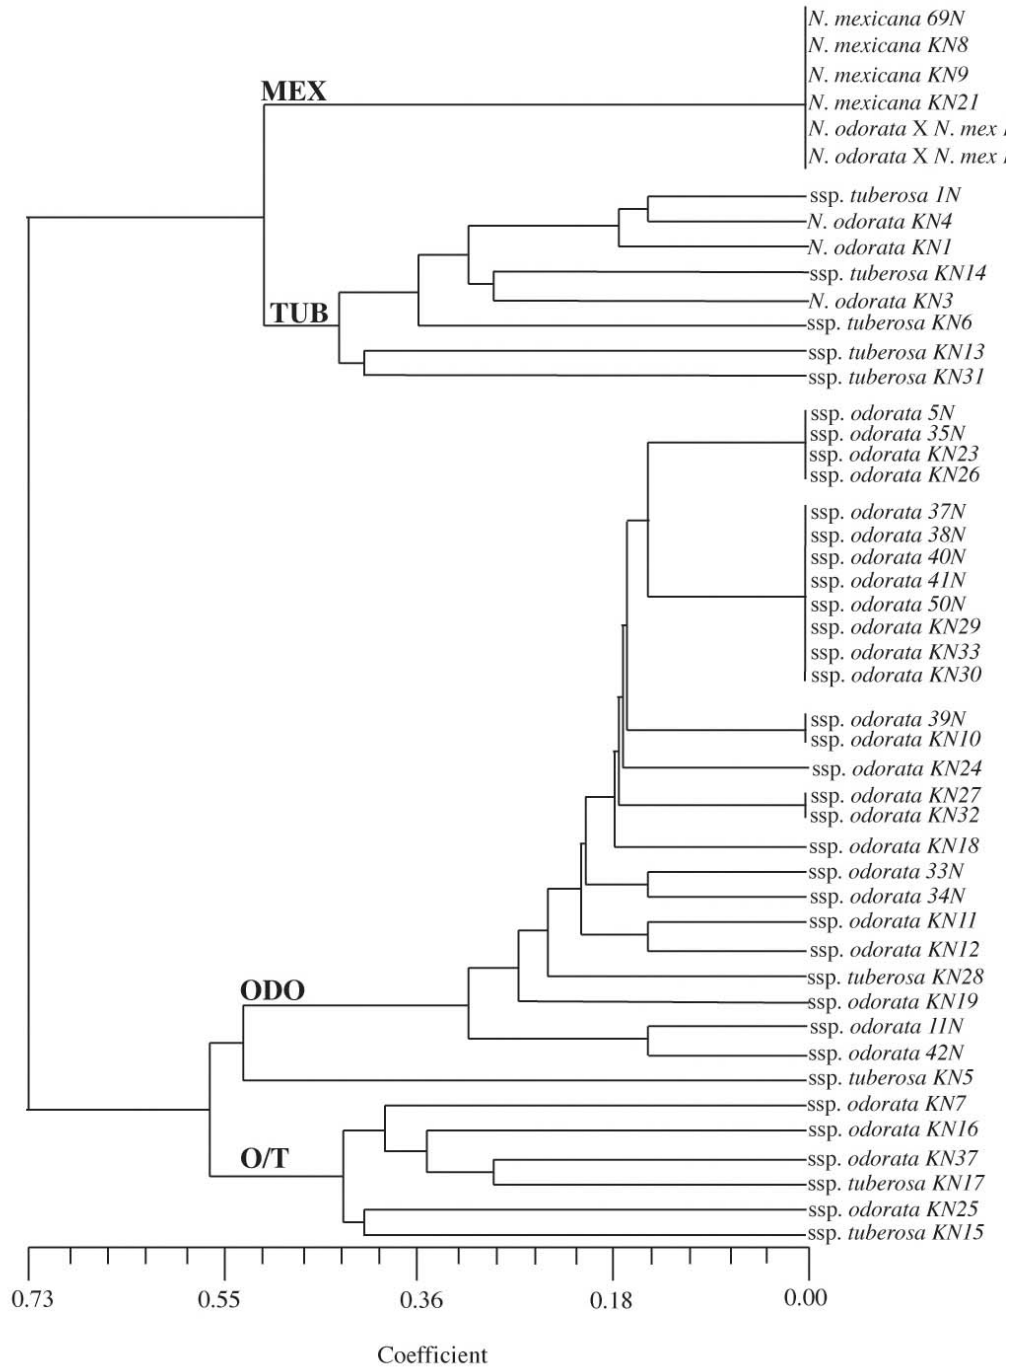 N. mexicana 69N
N. mexicana KN8
N. mexicana KN9
MEX
N. mexicana KN21
N. odorata X N. mex
N. odorata X N. mex
ssp. tuberosa 1N
N. odorata KN4
N. odorata KN1
ssp. tuberosa KN14
N. odorata KN3
TUB
ssp. tuberosa KN6
ssp. tuberosa KN13
ssp. tuberosa KN31
ssp. odorata 5N
ssp. odorata 35N
ssp. odorata KN23
ssp. odorata KN26
ssp. odorata 37N
ssp. odorata 38N
ssp. odorata 40N
ssp. odorata 41N
ssp. odorata 50N
ssp. odorata KN29
ssp. odorata KN33
ssp. odorata KN30
ssp. odorata 39N
ssp. odorata KN10
ssp. odorata KN24
ssp. odorata KN27
ssp. odorata KN32
ssp. odorata KN18
ssp. odorata 33N
ssp. odorata 34N
ssp. odorata KN11
ssp. odorata KN12
ssp. tuberosa KN28
ODO
ssp. odorata KN19
ssp. odorata 11N
ssp. odorata 42N
ssp. tuberosa KN5
ssp. odorata KN7
ssp. odorata KN16
O/T
ssp. odorata KN37
ssp. tuberosa KN17
ssp. odorata KN25
ssp. tuberosa KN15
0.73 0.55 0.36 0.18 0.00
Coefficient